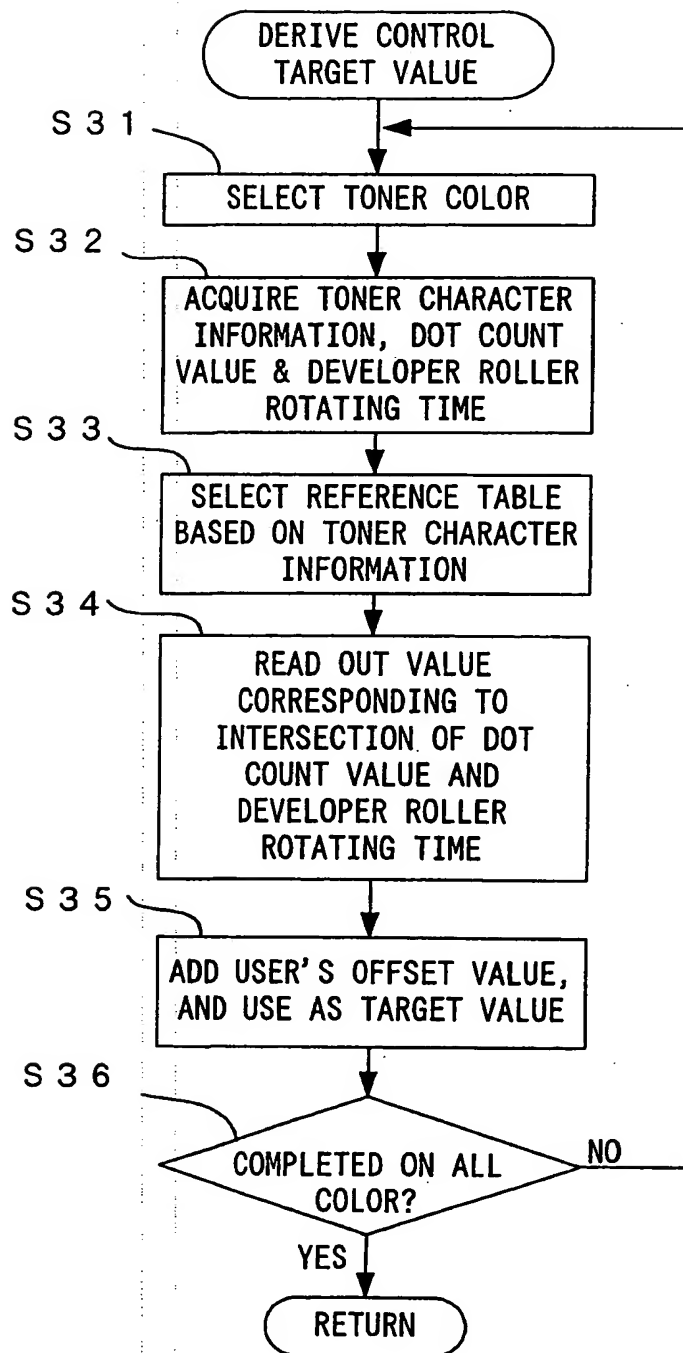 DERIVE CONTROL
TARGET VALUE
S31
SELECT TONER COLOR
S32
ACQUIRE TONER CHARACTER
INFORMATION, DOT COUNT
VALUE & DEVELOPER ROLLER
ROTATING TIME
S33
SELECT REFERENCE TABLE
BASED ON TONER CHARACTER
INFORMATION
S34
READ OUT VALUE
CORRESPONDING TO
INTERSECTION OF DOT
COUNT VALUE AND
DEVELOPER ROLLER
ROTATING TIME
S35
ADD USER'S OFFSET VALUE,
AND USE AS TARGET VALUE
S36
COMPLETED ON ALL
COLOR?
NO
YES
RETURN